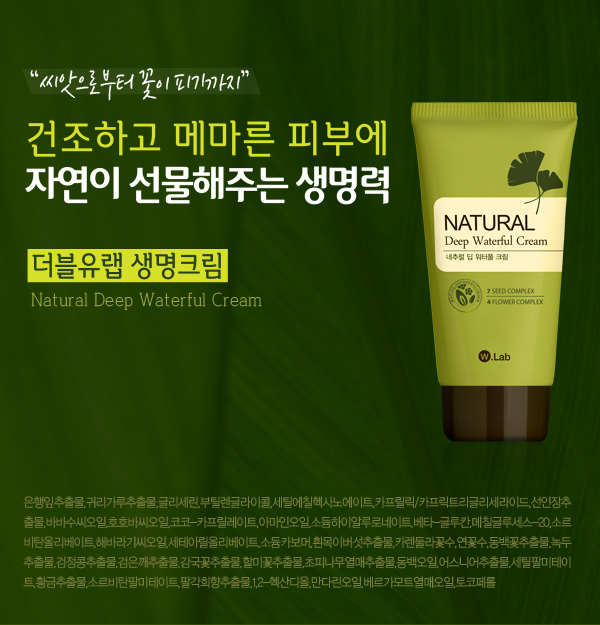 “씨앗으로부터 꽃이 피기까지”
건조하고 메마른 피부에
자연이 선물해주는 생명력
더블유랩 생명크림
Natural Deep Waterful Cream
NATURAL
Deep Waterful Cream
네추럴 딥 워터풀 크림
7 SEED COMPLEX
4 FLOWER COMPLEX
W.Lab
은행잎추출물,귀리가루추출물,글리세린,부틸렌글라이콜,세틸에칠헥사노에이트,카프릴릭/카프릭트리글리세라이드,선인장추
출물,바바수씨오일,호호바씨오일,코코-카프릴레이트,아마인오일,소듐하이알루로네이트,베타-글루칸,메칠글루세스-20,소르
비탄올리베이트,해바라기씨오일,세테아릴올리베이트,소듐카보머,흰목이버섯추출물,카렌둘라꽃수,연꽃수,동백꽃추출물,녹두
추출물,검정콩추출물,검은깨추출물,감국꽃추출물,할미꽃추출물,초피나무열매추출물,동백오일,어스니어추출물,세틸팔미테이
트,황금추출물,소르비탄팔미테이트,팔각회향추출물,1,2-헥산디올,만다린오일,베르가모트열매오일,토코페롤